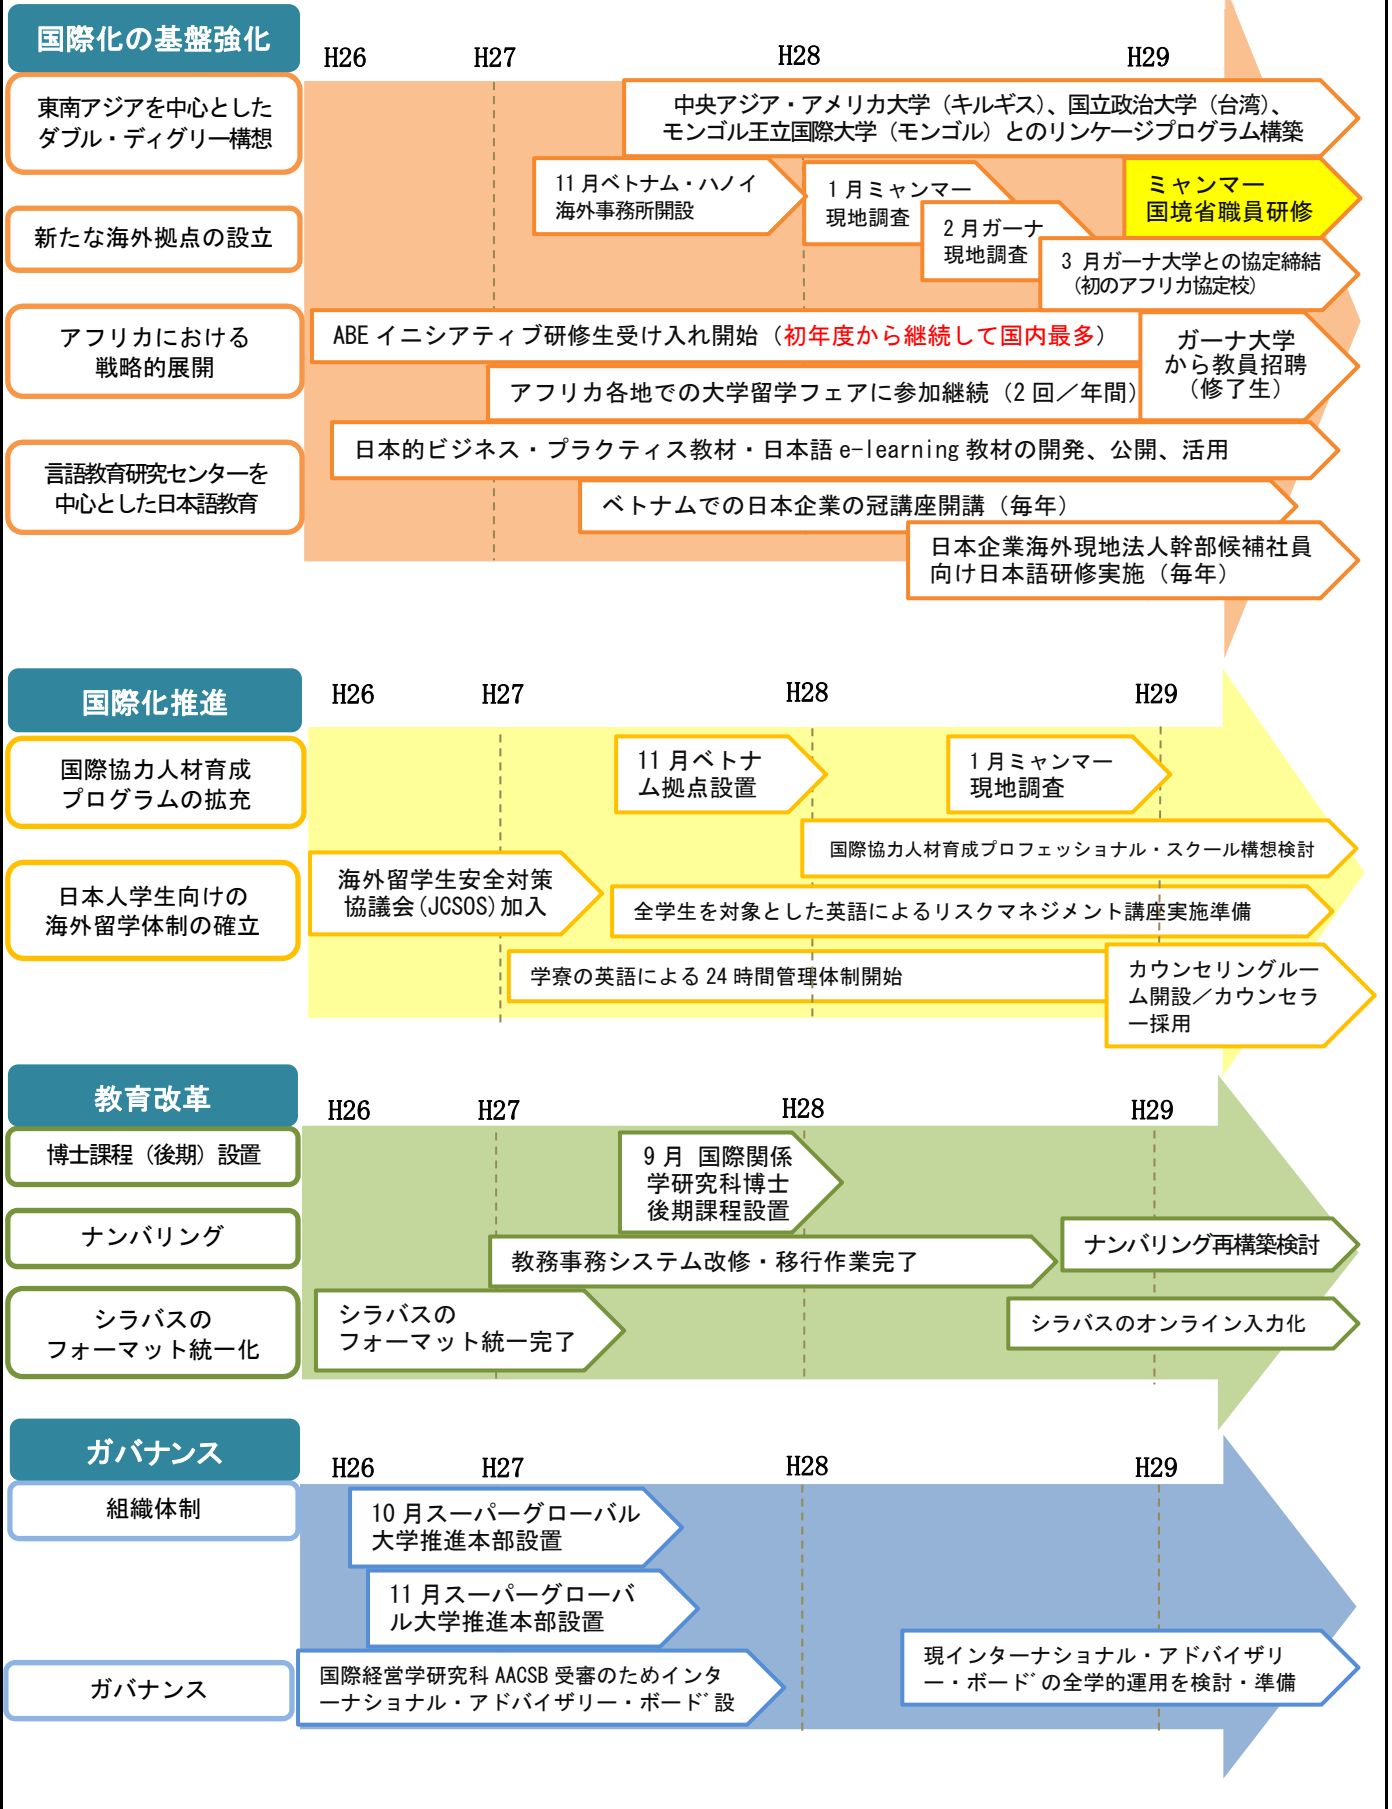 国際化の基盤強化
H26
H27
H28
H29
東南アジアを中心とした
ダブル・ディグリー構想
中央アジア・アメリカ大学（キルギス）、国立政治大学（台湾）、
モンゴル王立国際大学（モンゴル）とのリンケージプログラム構築
11 月ベトナム・ハノイ
海外事務所開設
1 月ミャンマー
現地調査
ミャンマー
国境省職員研修
新たな海外拠点の設立
2 月ガーナ
現地調査
3 月ガーナ大学との協定締結
（初のアフリカ協定校）
アフリカにおける
戦略的展開
ABE イニシアティブ研修生受け入れ開始（初年度から継続して国内最多）
ガーナ大学
から教員招聘
（修了生）
アフリカ各地での大学留学フェアに参加継続（2 回／年間）
言語教育研究センターを
中心とした日本語教育
日本的ビジネス・プラクティス教材・日本語 e-learning 教材の開発、公開、活用
ベトナムでの日本企業の冠講座開講（毎年）
日本企業海外現地法人幹部候補社員
向け日本語研修実施（毎年）
国際化推進
H26
H27
H28
H29
国際協力人材育成
プログラムの拡充
11 月ベトナ
ム拠点設置
1 月ミャンマー
現地調査
国際協力人材育成プロフェッショナル・スクール構想検討
日本人学生向けの
海外留学体制の確立
海外留学生安全対策
協議会(JCSOS)加入
全学生を対象とした英語によるリスクマネジメント講座実施準備
学寮の英語による 24 時間管理体制開始
カウンセリングルー
ム開設／カウンセラ
ー採用
教育改革
H26
H27
H28
H29
博士課程（後期）設置
9 月 国際関係
学研究科博士
後期課程設置
ナンバリング
教務事務システム改修・移行作業完了
ナンバリング再構築検討
シラバスの
フォーマット統一化
シラバスの
フォーマット統一完了
シラバスのオンライン入力化
ガバナンス
H26
H27
H28
H29
組織体制
10 月スーパーグローバル
大学推進本部設置
11 月スーパーグローバ
ル大学推進本部設置
ガバナンス
国際経営学研究科 AACSB 受審のためインタ
ーナショナル・アドバイザリー・ボード゛設
現インターナショナル・アドバイザリ
ー・ボード゛の全学的運用を検討・準備